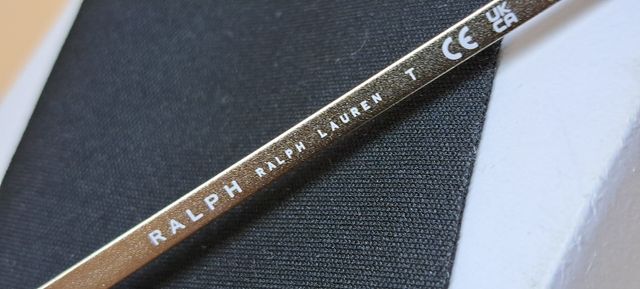 RALPH RALPH LAUREN T CE UK CA